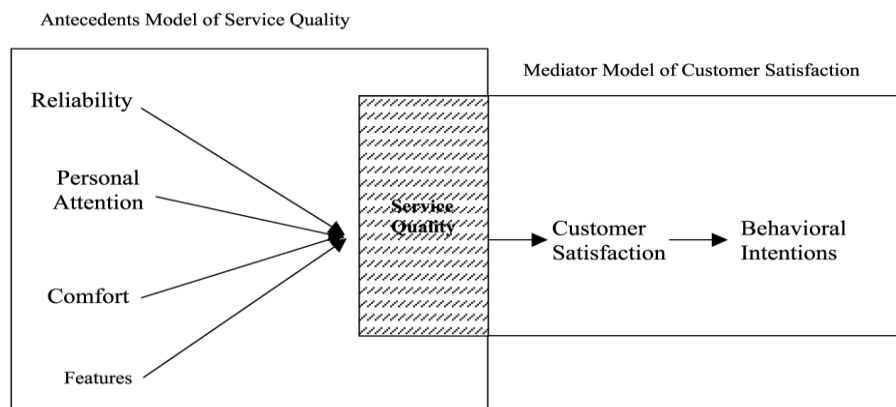 Antecedents Model of Service Quality
Mediator Model of Customer Satisfaction
Reliability
Personal
Attention
Comfort
Features
Service
Quality
Customer
Satisfaction
Behavioral
Intentions